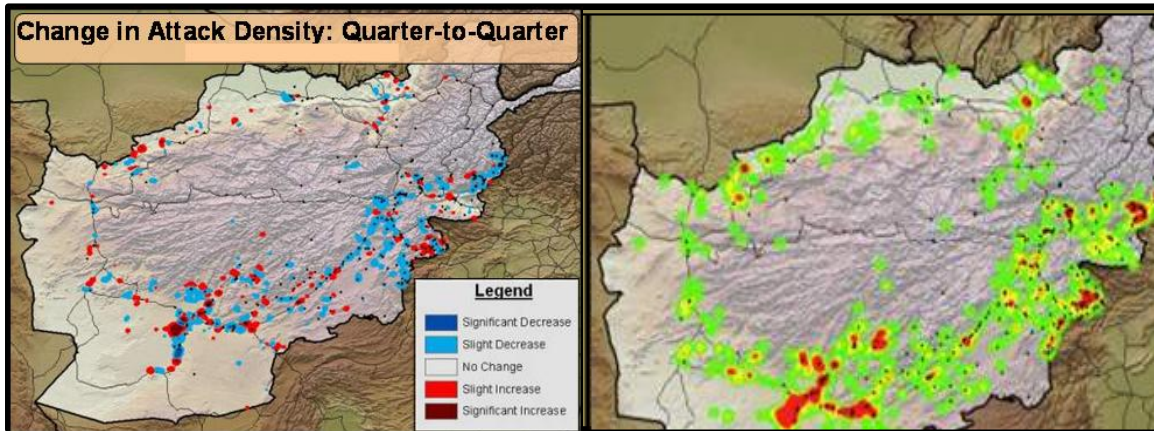 Change in Attack Density: Quarter-to-Quarter
Legend
Significant Decrease
Slight Decrease
No Change
Slight Increase
Significant Increase